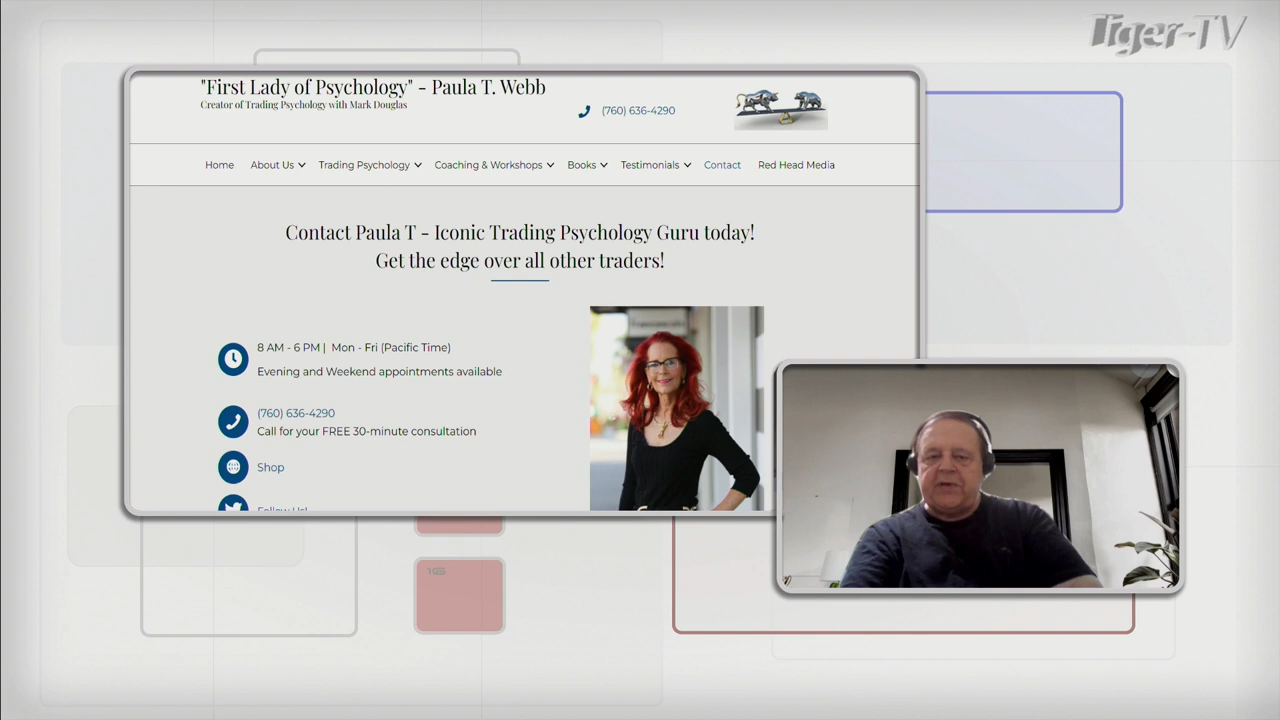 Tiger-TV
"First Lady of Psychology" - Paula T. Webb
Creator of Trading Psychology with Mark Douglas
(760) 636-4290
Home About Us Trading Psychology Coaching & Workshops Books Testimonials Contact Red Head Media
Contact Paula T - Iconic Trading Psychology Guru today!
Get the edge over all other traders!
8 AM - 6 PM | Mon - Fri (Pacific Time)
Evening and Weekend appointments available
(760) 636-4290
Call for your FREE 30-minute consultation
Shop
Follow Us!